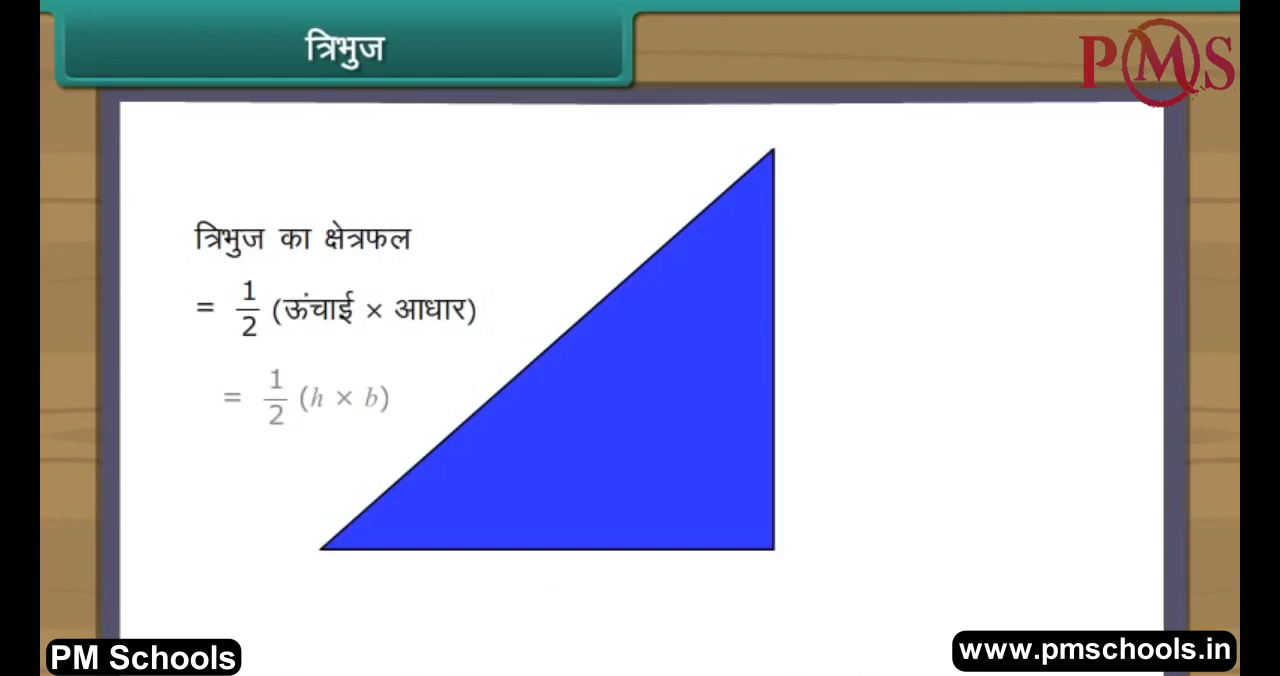 त्रिभुज
PMS
त्रिभुज का क्षेत्रफल
= 1/2 (ऊंचाई × आधार)
= 1/2 (h × b)
PM Schools
www.pmschools.in